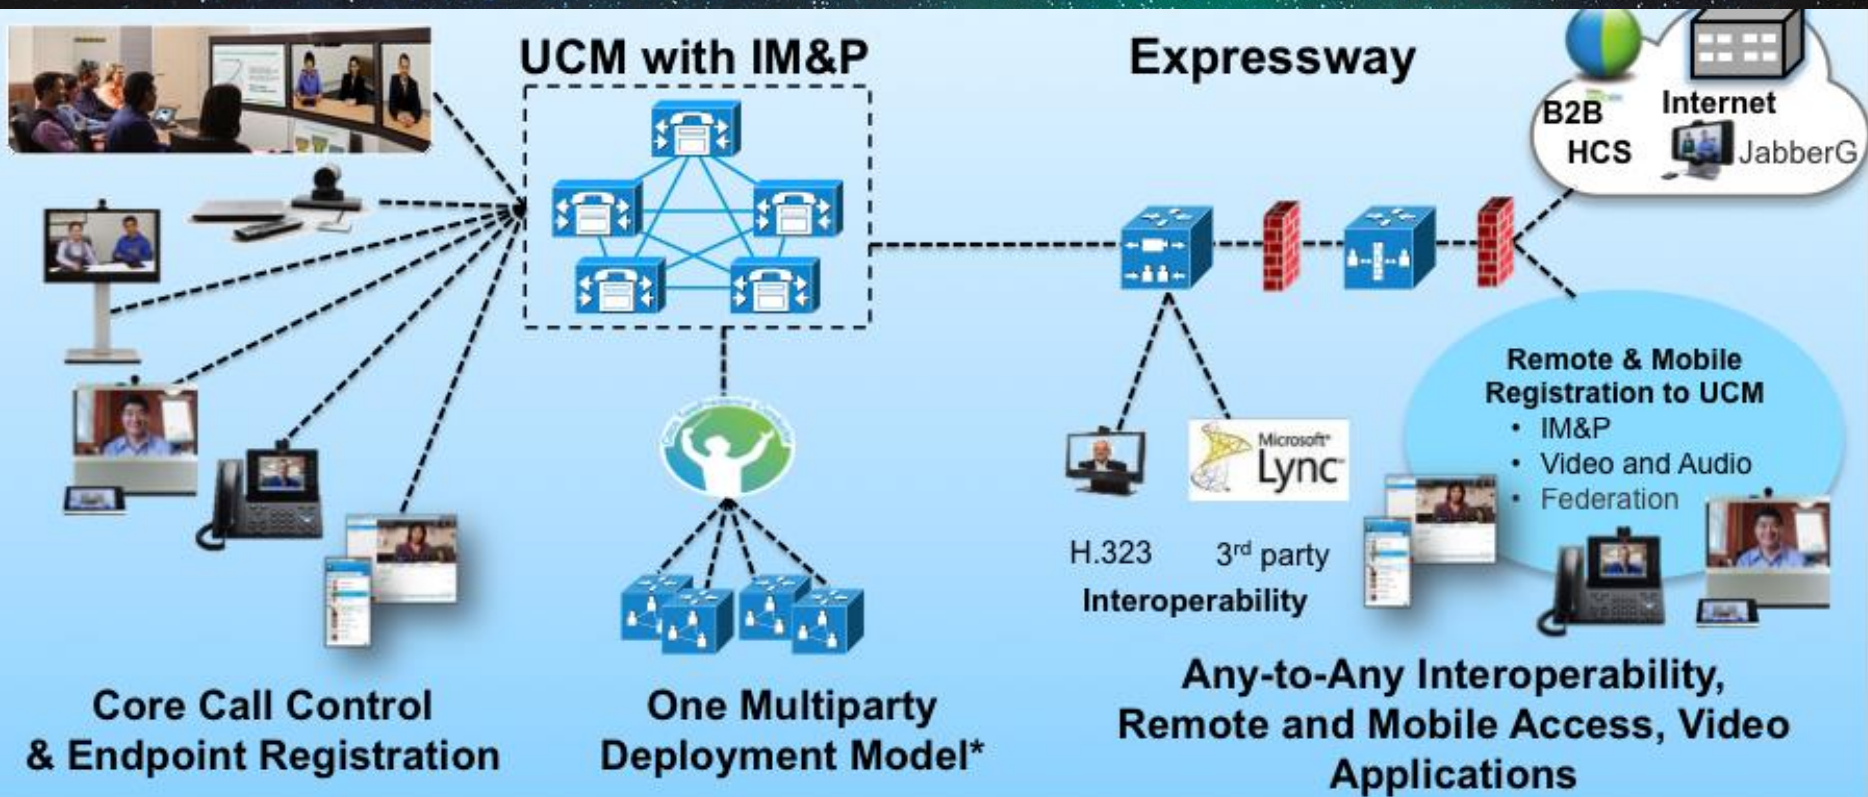 UCM with IM&P
Expressway
B2B
Internet
HCS
JabberG
Remote & Mobile
Registration to UCM
• IM&P
• Video and Audio
• Federation
Microsoft®
Lync™
H.323
3rd party
Interoperability
Core Call Control
& Endpoint Registration
One Multiparty
Deployment Model*
Any-to-Any Interoperability,
Remote and Mobile Access, Video
Applications